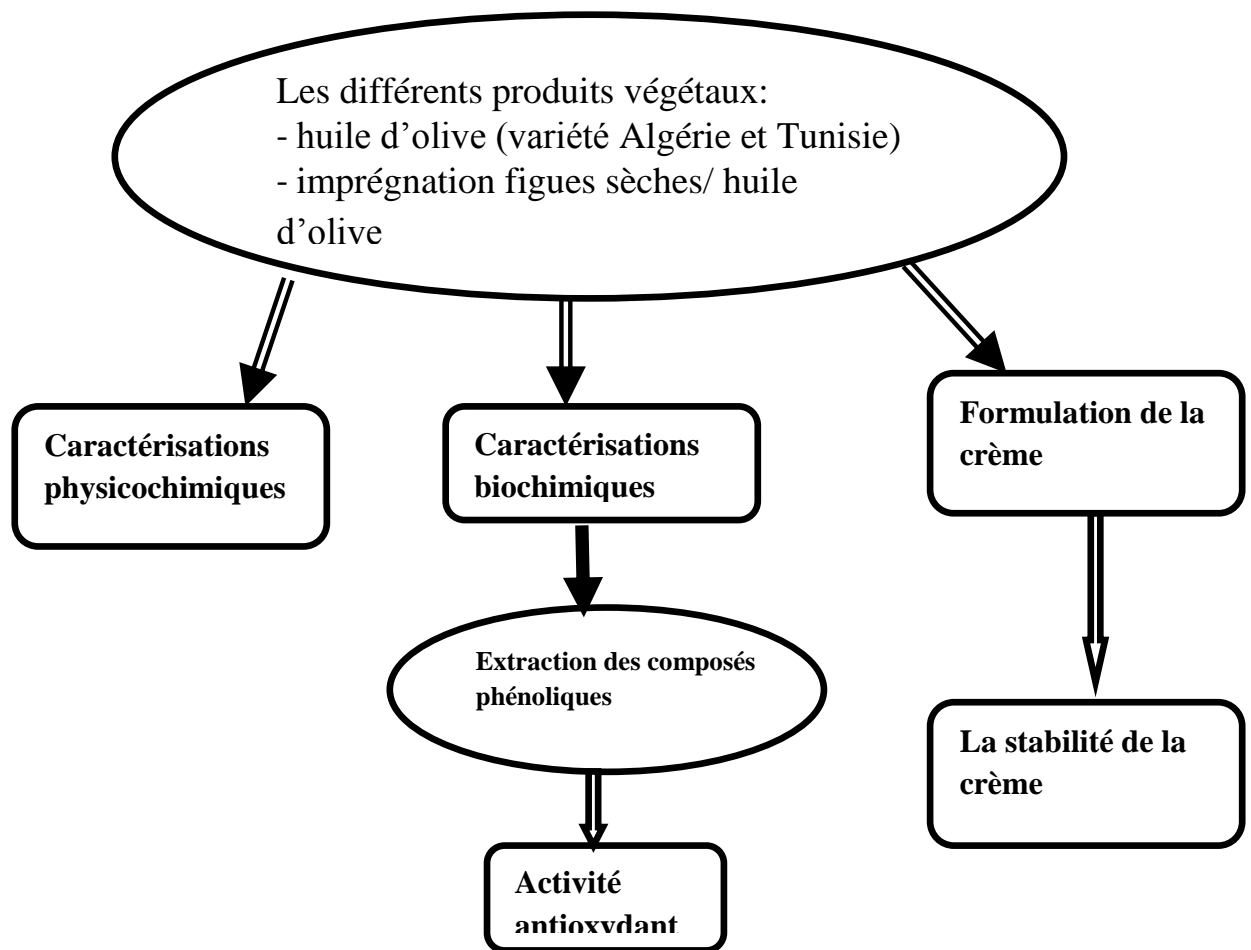 Les différents produits végétaux:
- huile d’olive (variété Algérie et Tunisie)
- imprégnation figues sèches/ huile
d’olive
Caractérisations
physicochimiques
Caractérisations
biochimiques
Formulation de la
crème
Extraction des composés
phénoliques
La stabilité de la
crème
Activité
antioxydant